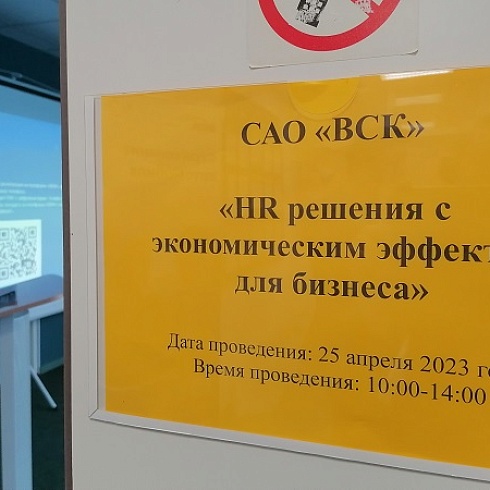 САО «ВСК»
«HR решения с
экономическим эффект
для бизнеса»
Дата проведения: 25 апреля 2023 го
Время проведения: 10:00-14:00